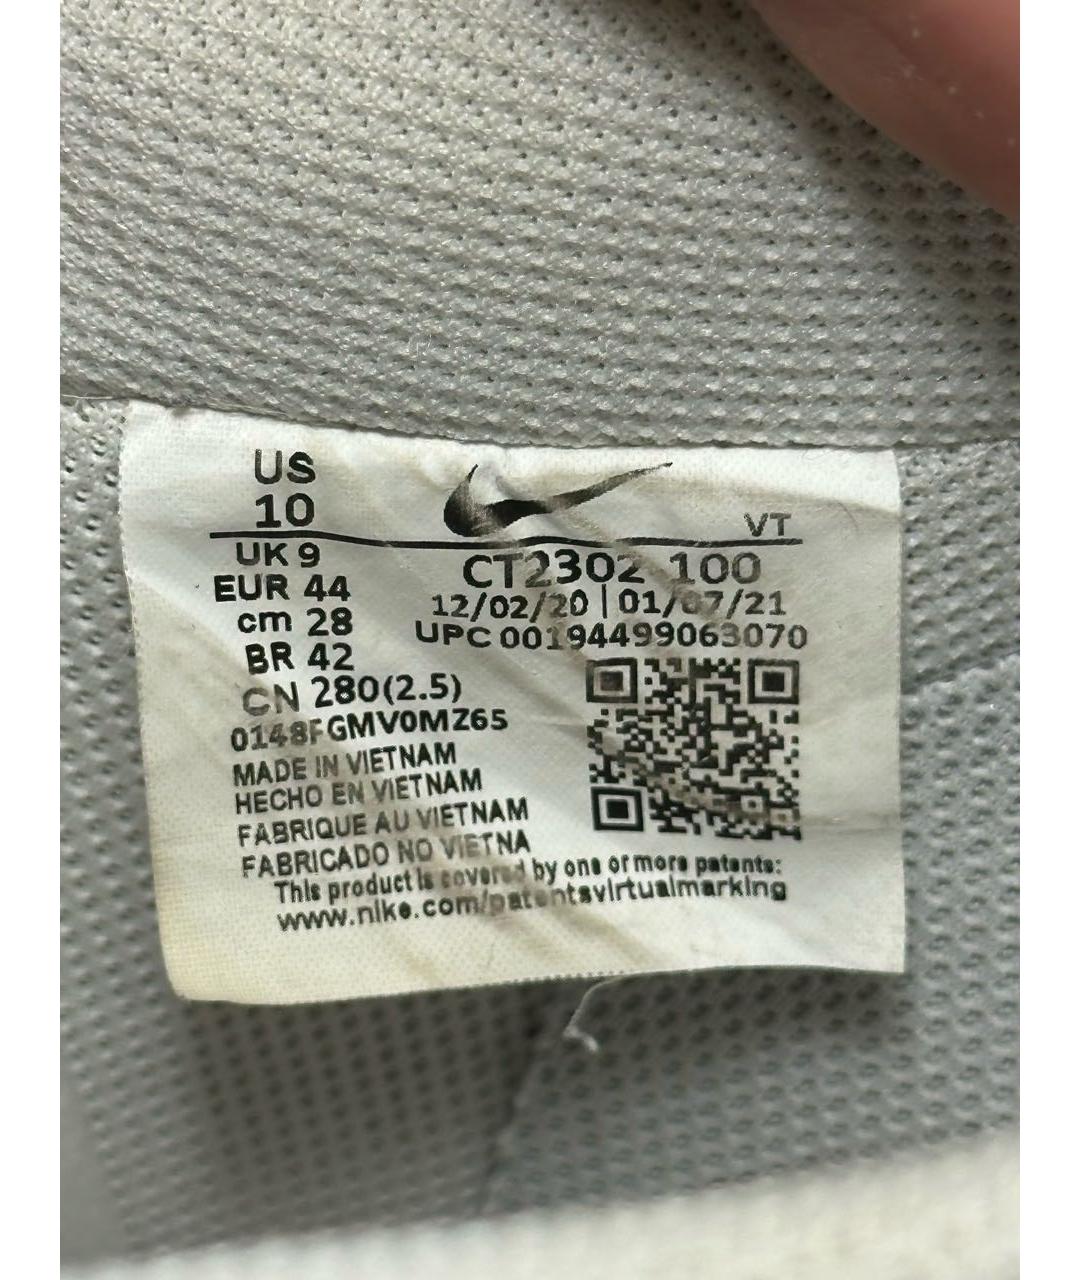 US
10
VT
UK 9
EUR 44
cm 28
BR 42
CN 280(2.5)
CT2302 100
12/02/20 | 01/07/21
UPC 00194499063070
0148FGMV0MZ65
MADE IN VIETNAM
HECHO EN VIETNAM
FABRIQUE AU VIETNAM
FABRICADO NO VIETNA
This product is covered by one or more patents:
www.nike.com/patentsvirtualmarking